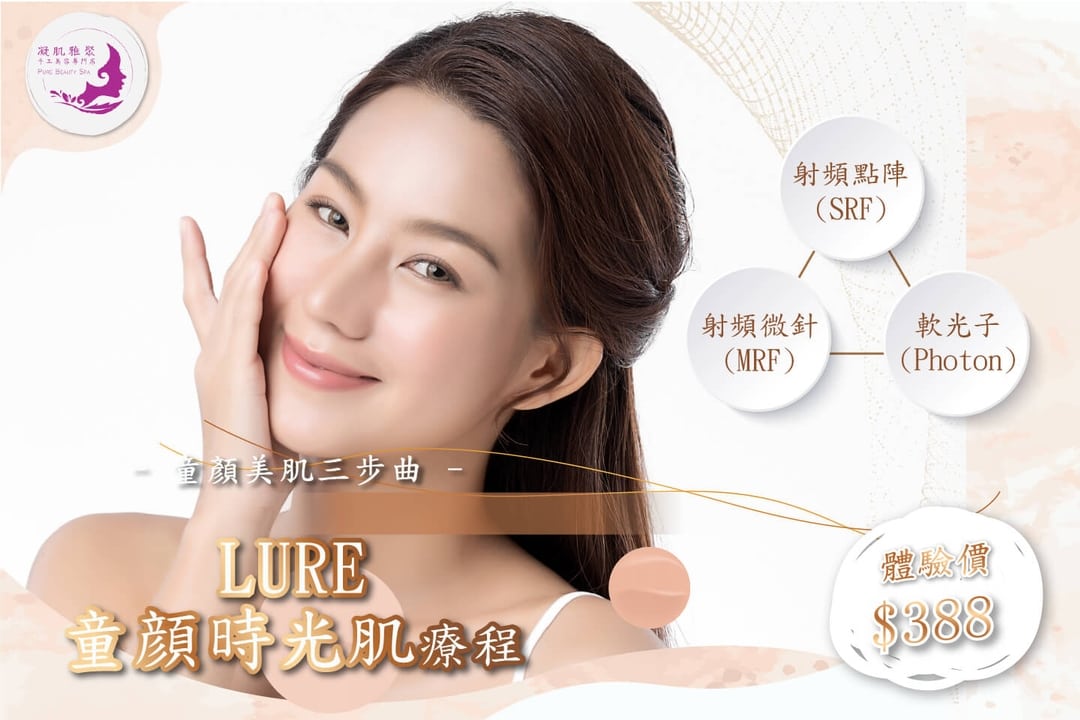 凝肌雅聚
手工美容專門店
PURE BEAUTY SPA
射頻點陣
(SRF)
射頻微針
(MRF)
軟光子
(Photon)
- 童顏美肌三步曲 -
LURE
童顏時光肌療程
體驗價
$388